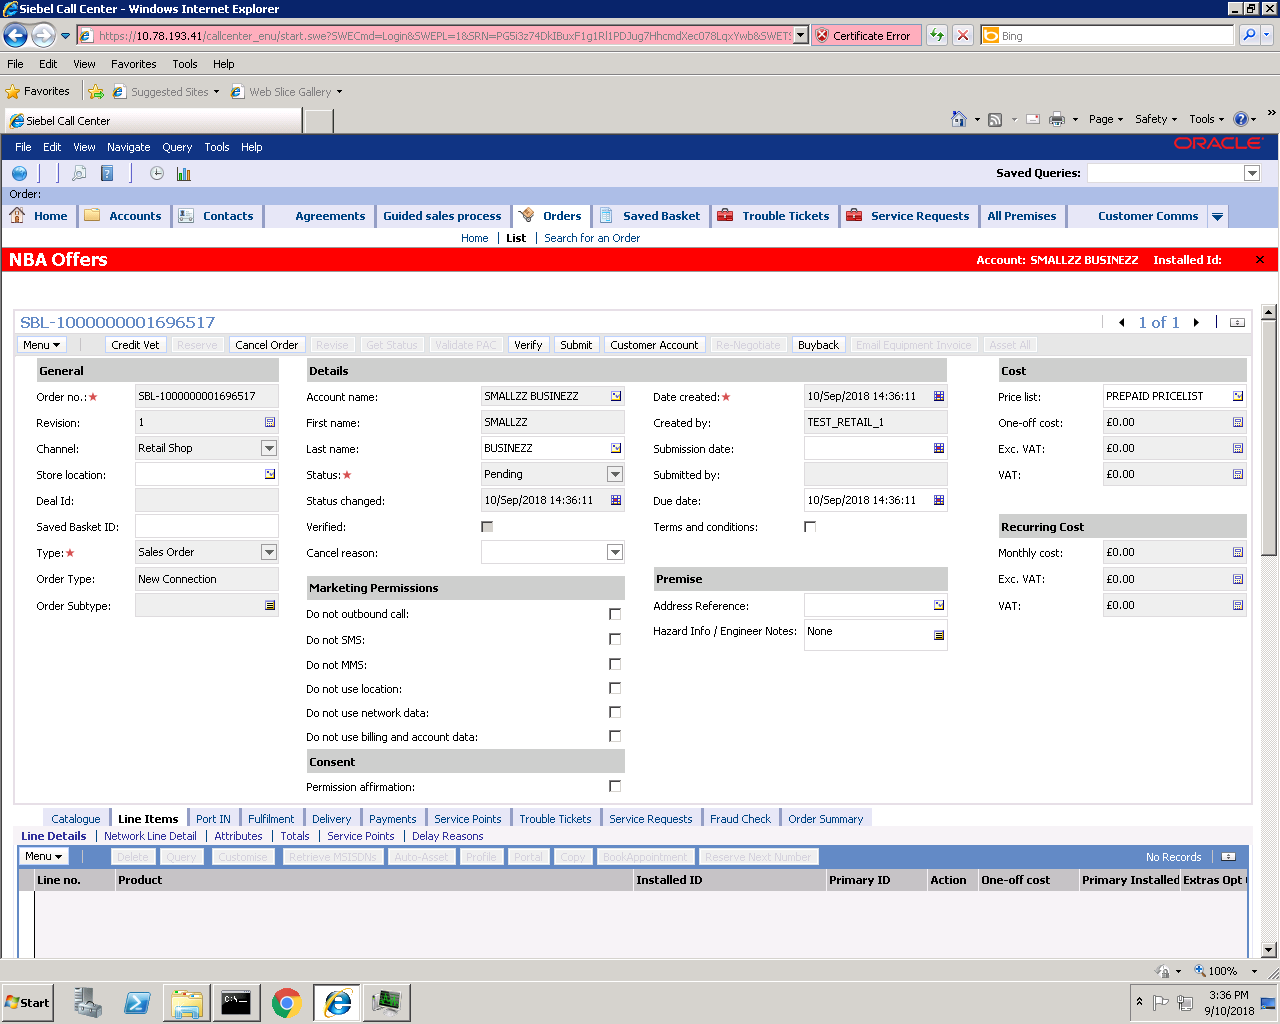 Siebel Call Center - Windows Internet Explorer
https://10.78.193.41/callcenter_enu/start.swe?SWECmd=Login&SWEPL=1&SRN=PG5i3z74DkIBuxF1g1Rl1PDJug7HhcmdXec078LqxYwb&SWETS Certificate Error Bing
File Edit View Favorites Tools Help
Favorites Suggested Sites Web Slice Gallery
Siebel Call Center Page Safety Tools »
File Edit View Navigate Query Tools Help ORACLE
Saved Queries:
Order:
Home Accounts Contacts Agreements Guided sales process Orders Saved Basket Trouble Tickets Service Requests All Premises Customer Comms
Home List Search for an Order
NBA Offers Account: SMALLZZ BUSINEZZ Installed Id:
SBL-1000000001696517 1 of 1
Menu Credit Vet Reserve Cancel Order Revise Get Status Validate PAC Verify Submit Customer Account Re-Negotiate Buyback Email Equipment Invoice Asset All
General Details Cost
Order no.: SBL-1000000001696517 Account name: SMALLZZ BUSINEZZ Date created: 10/Sep/2018 14:36:11 Price list: PREPAID PRICELIST
Revision: 1 First name: SMALLZZ Created by: TEST_RETAIL_1 One-off cost: £0.00
Channel: Retail Shop Last name: BUSINEZZ Submission date: Exc. VAT: £0.00
Store location: Status: Pending Submitted by: VAT: £0.00
Deal Id: Status changed: 10/Sep/2018 14:36:11 Due date: 10/Sep/2018 14:36:11
Saved Basket ID: Verified: Terms and conditions: Recurring Cost
Type: Sales Order Cancel reason: Monthly cost: £0.00
Order Type: New Connection Marketing Permissions Premise Exc. VAT: £0.00
Order Subtype: Do not outbound call: Address Reference: VAT: £0.00
Do not SMS: Hazard Info / Engineer Notes: None
Do not MMS:
Do not use location:
Do not use network data:
Do not use billing and account data:
Consent
Permission affirmation:
Catalogue Line Items Port IN Fulfilment Delivery Payments Service Points Trouble Tickets Service Requests Fraud Check Order Summary
Line Details Network Line Detail Attributes Totals Service Points Delay Reasons
Menu Delete Query Customise Retrieve MSISDNs Auto-Asset Profile Portal Copy BookAppointment Reserve Next Number No Records
Line no. Product Installed ID Primary ID Action One-off cost Primary Installed Extras Opt
100%
Start C:\. 3:36 PM
9/10/2018